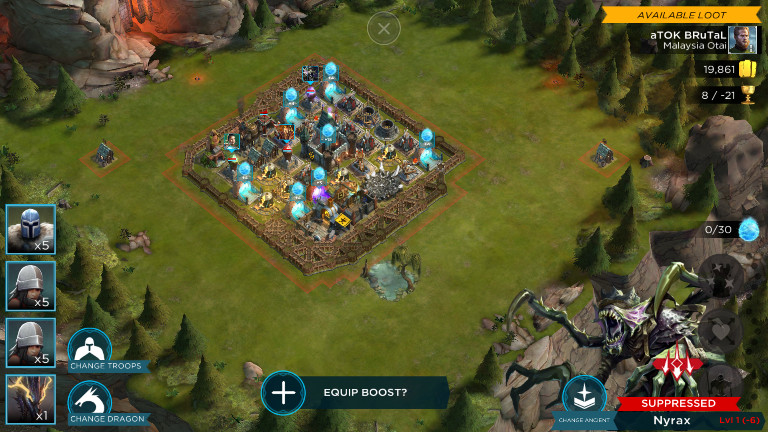 AVAILABLE LOOT
aTOK BRuTaL
Malaysia Otai
19,861
8 / -21
0/30
x5
x5
x5
x1
CHANGE TROOPS
CHANGE DRAGON
EQUIP BOOST?
CHANGE ANCIENT
SUPPRESSED
Nyrax
Lvl 1 (-6)